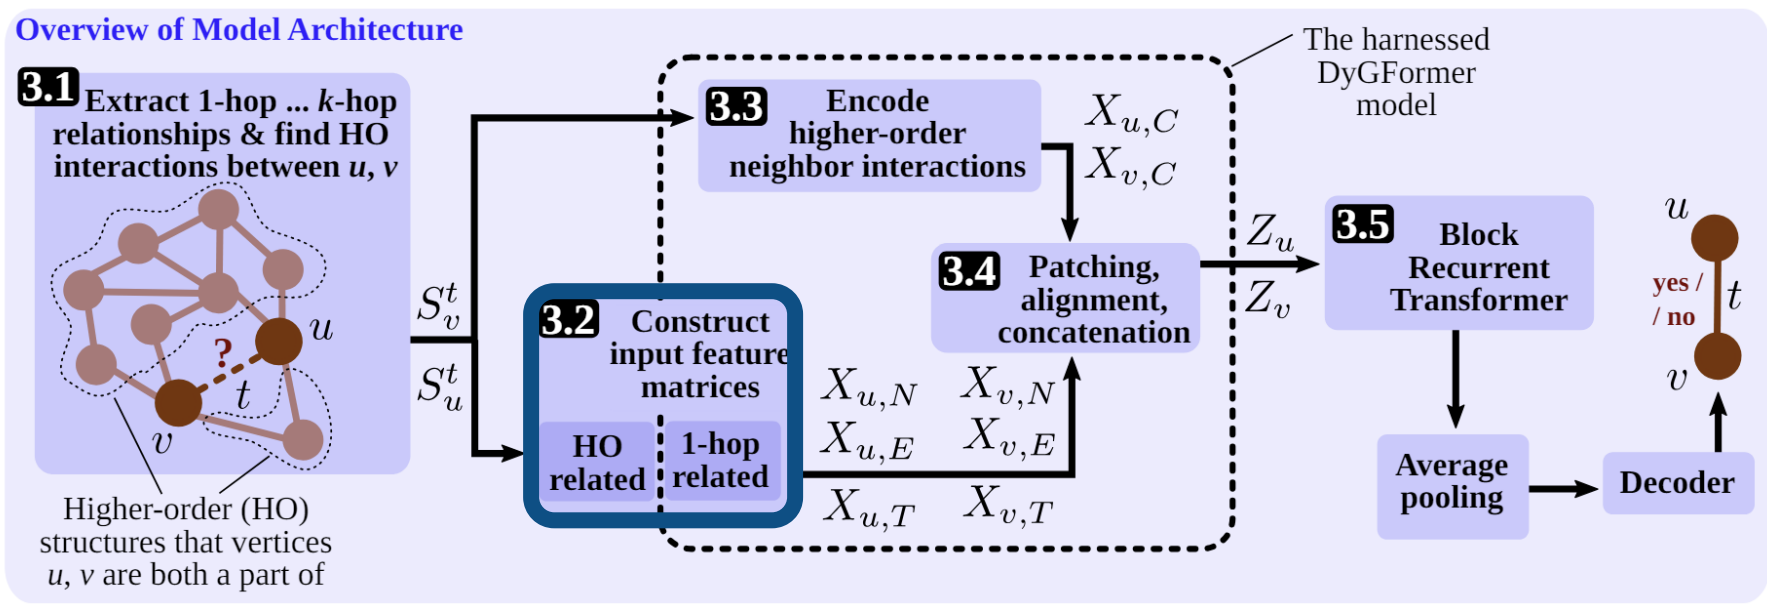 Overview of Model Architecture
3.1 Extract 1-hop ... k-hop
relationships & find HO
interactions between u, v
?
u
t
v
Higher-order (HO)
structures that vertices
u, v are both a part of
S_v^t
S_u^t
3.3 Encode
higher-order
neighbor interactions
X_{u,C}
X_{v,C}
The harnessed
DyGFormer
model
3.2 Construct
input feature
matrices
HO
related
1-hop
related
X_{u,N} X_{v,N}
X_{u,E} X_{v,E}
X_{u,T} X_{v,T}
3.4 Patching,
alignment,
concatenation
Z_u
Z_v
3.5 Block
Recurrent
Transformer
Average
pooling
Decoder
u
yes /
/ no
t
v